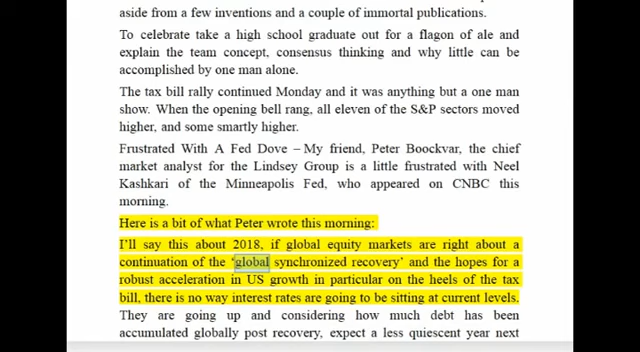 aside from a few inventions and a couple of immortal publications.
To celebrate take a high school graduate out for a flagon of ale and
explain the team concept, consensus thinking and why little can be
accomplished by one man alone.
The tax bill rally continued Monday and it was anything but a one man
show. When the opening bell rang, all eleven of the S&P sectors moved
higher, and some smartly higher.
Frustrated With A Fed Dove – My friend, Peter Boockvar, the chief
market analyst for the Lindsey Group is a little frustrated with Neel
Kashkari of the Minneapolis Fed, who appeared on CNBC this
morning.
Here is a bit of what Peter wrote this morning:
I'll say this about 2018, if global equity markets are right about a
continuation of the ‘global synchronized recovery’ and the hopes for a
robust acceleration in US growth in particular on the heels of the tax
bill, there is no way interest rates are going to be sitting at current levels.
They are going up and considering how much debt has been
accumulated globally post recovery, expect a less quiescent year next